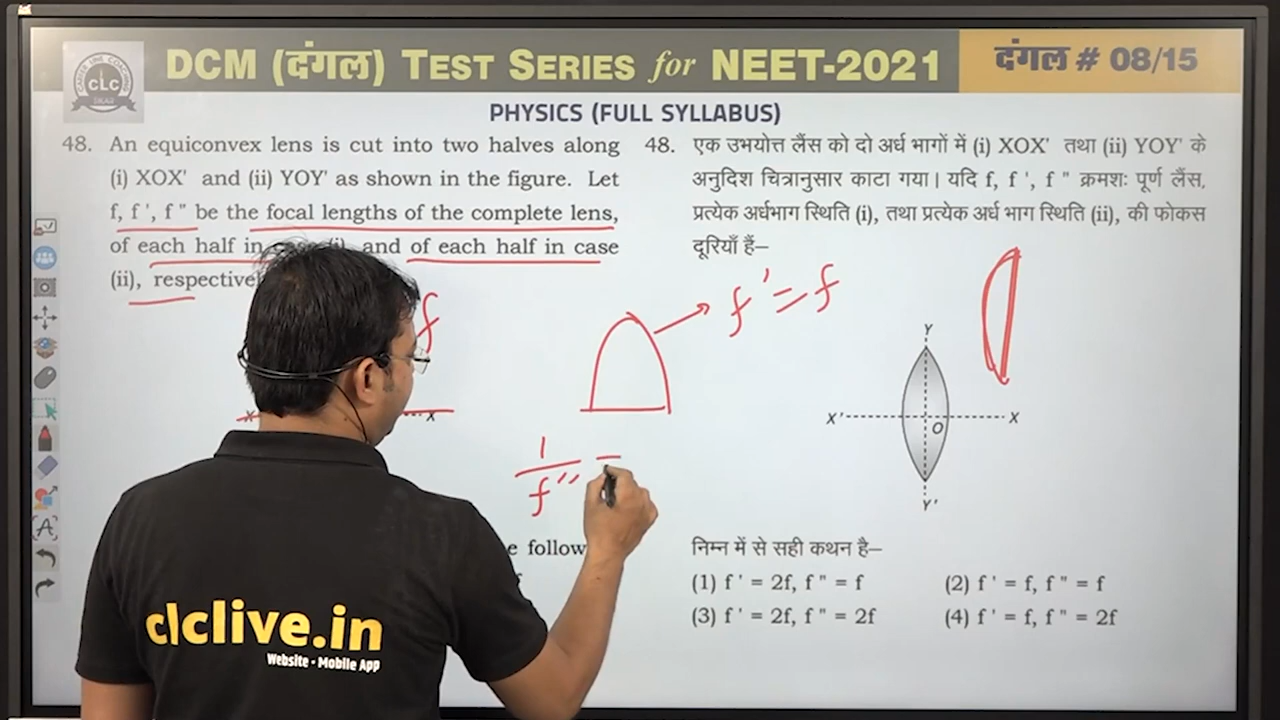 DCM (दंगल) TEST SERIES for NEET-2021
दंगल # 08/15
CLC
PHYSICS (FULL SYLLABUS)
48. An equiconvex lens is cut into two halves along
(i) XOX' and (ii) YOY' as shown in the figure. Let
f, f ', f " be the focal lengths of the complete lens,
of each half in case (i), and of each half in case
(ii), respective
48. एक उभयोत्त लैंस को दो अर्ध भागों में (i) XOX' तथा (ii) YOY' के
अनुदिश चित्रानुसार काटा गया। यदि f, f ', f " क्रमशः पूर्ण लैंस,
प्रत्येक अर्धभाग स्थिति (i), तथा प्रत्येक अर्ध भाग स्थिति (ii), की फोकस
दूरियाँ हैं–
f
f' = f
x
1/f'' =
Y
X'
O
X
Y'
e follow
निम्न में से सही कथन है–
(1) f ' = 2f, f " = f
(2) f ' = f, f " = f
(3) f ' = 2f, f " = 2f
(4) f ' = f, f " = 2f
clclive.in
Website - Mobile App